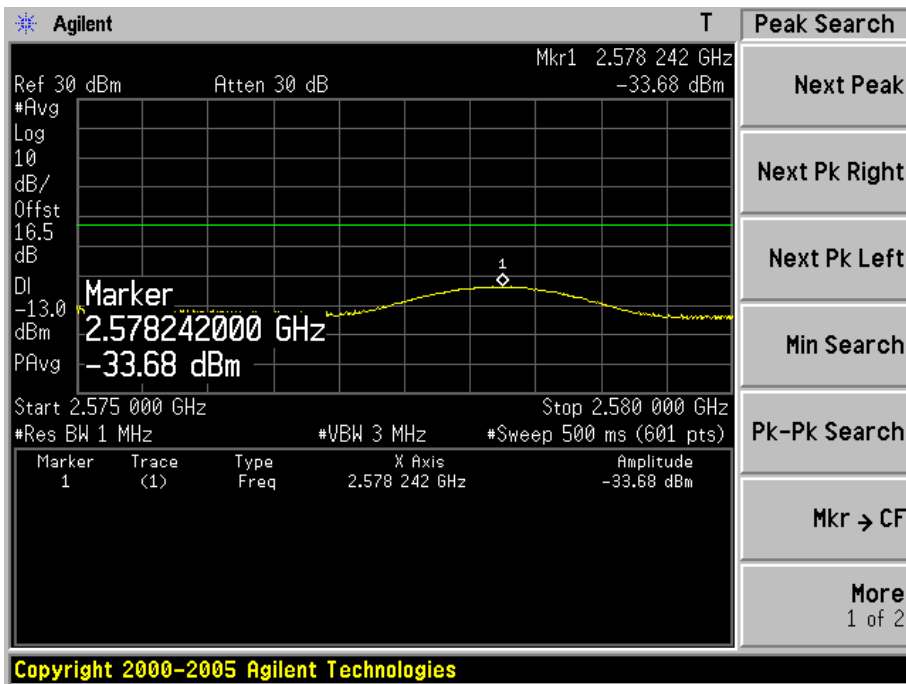 Agilent T
Mkr1 2.578 242 GHz
Ref 30 dBm Atten 30 dB -33.68 dBm
#Avg
Log
10
dB/
Offst
16.5
dB
DI
-13.0
dBm
PAvg
1
Marker
2.578242000 GHz
-33.68 dBm
Start 2.575 000 GHz Stop 2.580 000 GHz
#Res BW 1 MHz #VBW 3 MHz #Sweep 500 ms (601 pts)
Marker Trace Type X Axis Amplitude
1 (1) Freq 2.578 242 GHz -33.68 dBm
Peak Search
Next Peak
Next Pk Right
Next Pk Left
Min Search
Pk-Pk Search
Mkr → CF
More
1 of 2
Copyright 2000-2005 Agilent Technologies